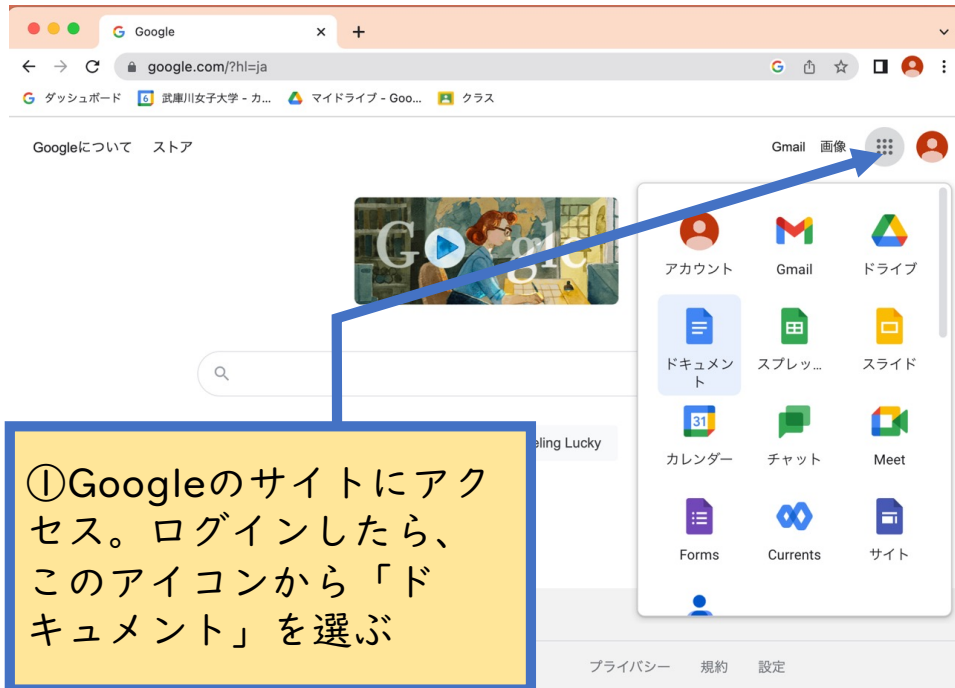 Google
google.com/?hl=ja
ダッシュボード 武庫川女子大学 - カ... マイドライブ - Goo... クラス
Googleについて ストア Gmail 画像
アカウント Gmail ドライブ
ドキュメン
ト スプレッ... スライド
31
カレンダー チャット Meet
eling Lucky
Forms Currents サイト
①Googleのサイトにアク
セス。ログインしたら、
このアイコンから「ド
キュメント」を選ぶ
プライバシー 規約 設定